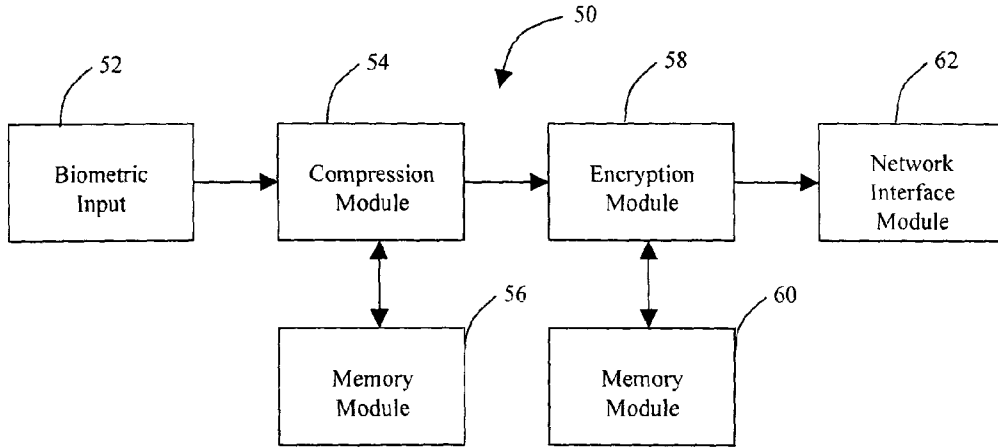 50
52
54
58
62
Biometric
Input
Compression
Module
Encryption
Module
Network
Interface
Module
56
60
Memory
Module
Memory
Module